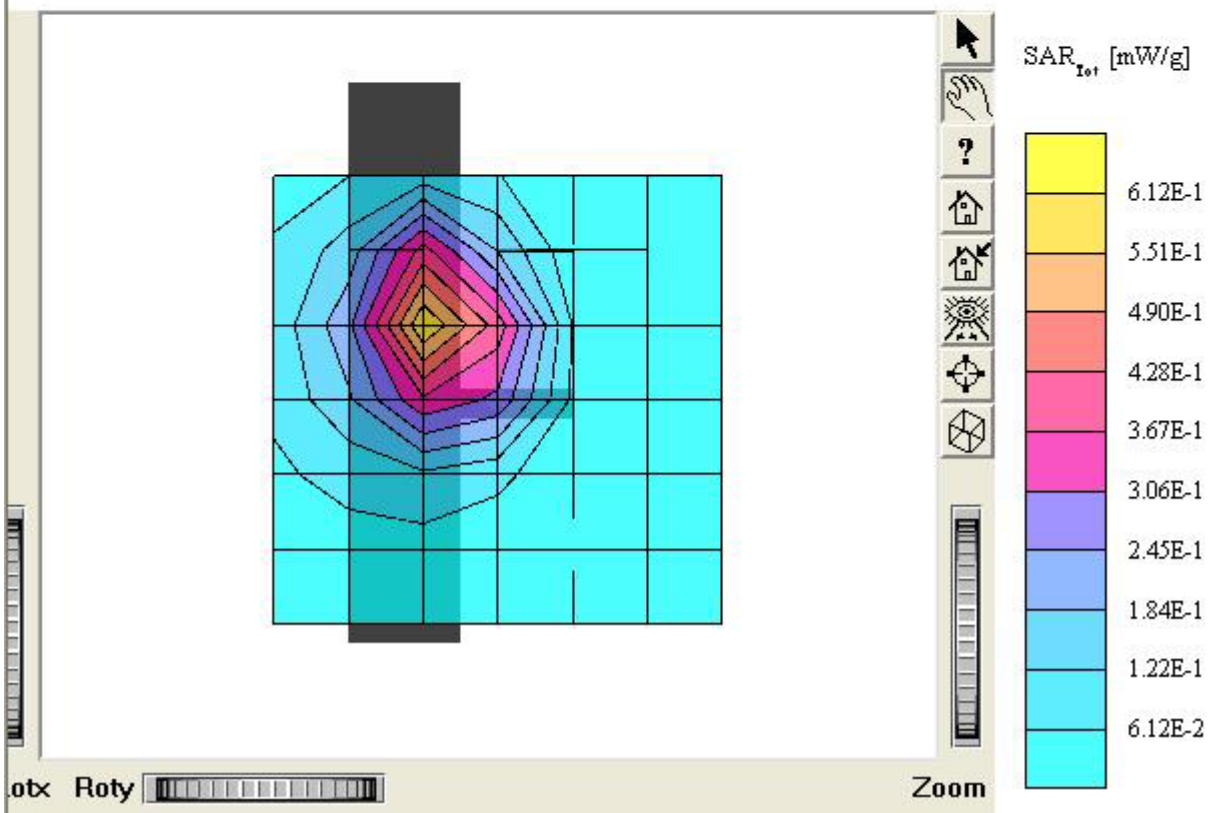 SAR_Tot [mW/g]
?
6.12E-1
5.51E-1
4.90E-1
4.28E-1
3.67E-1
3.06E-1
2.45E-1
1.84E-1
1.22E-1
6.12E-2
otx Roty Zoom